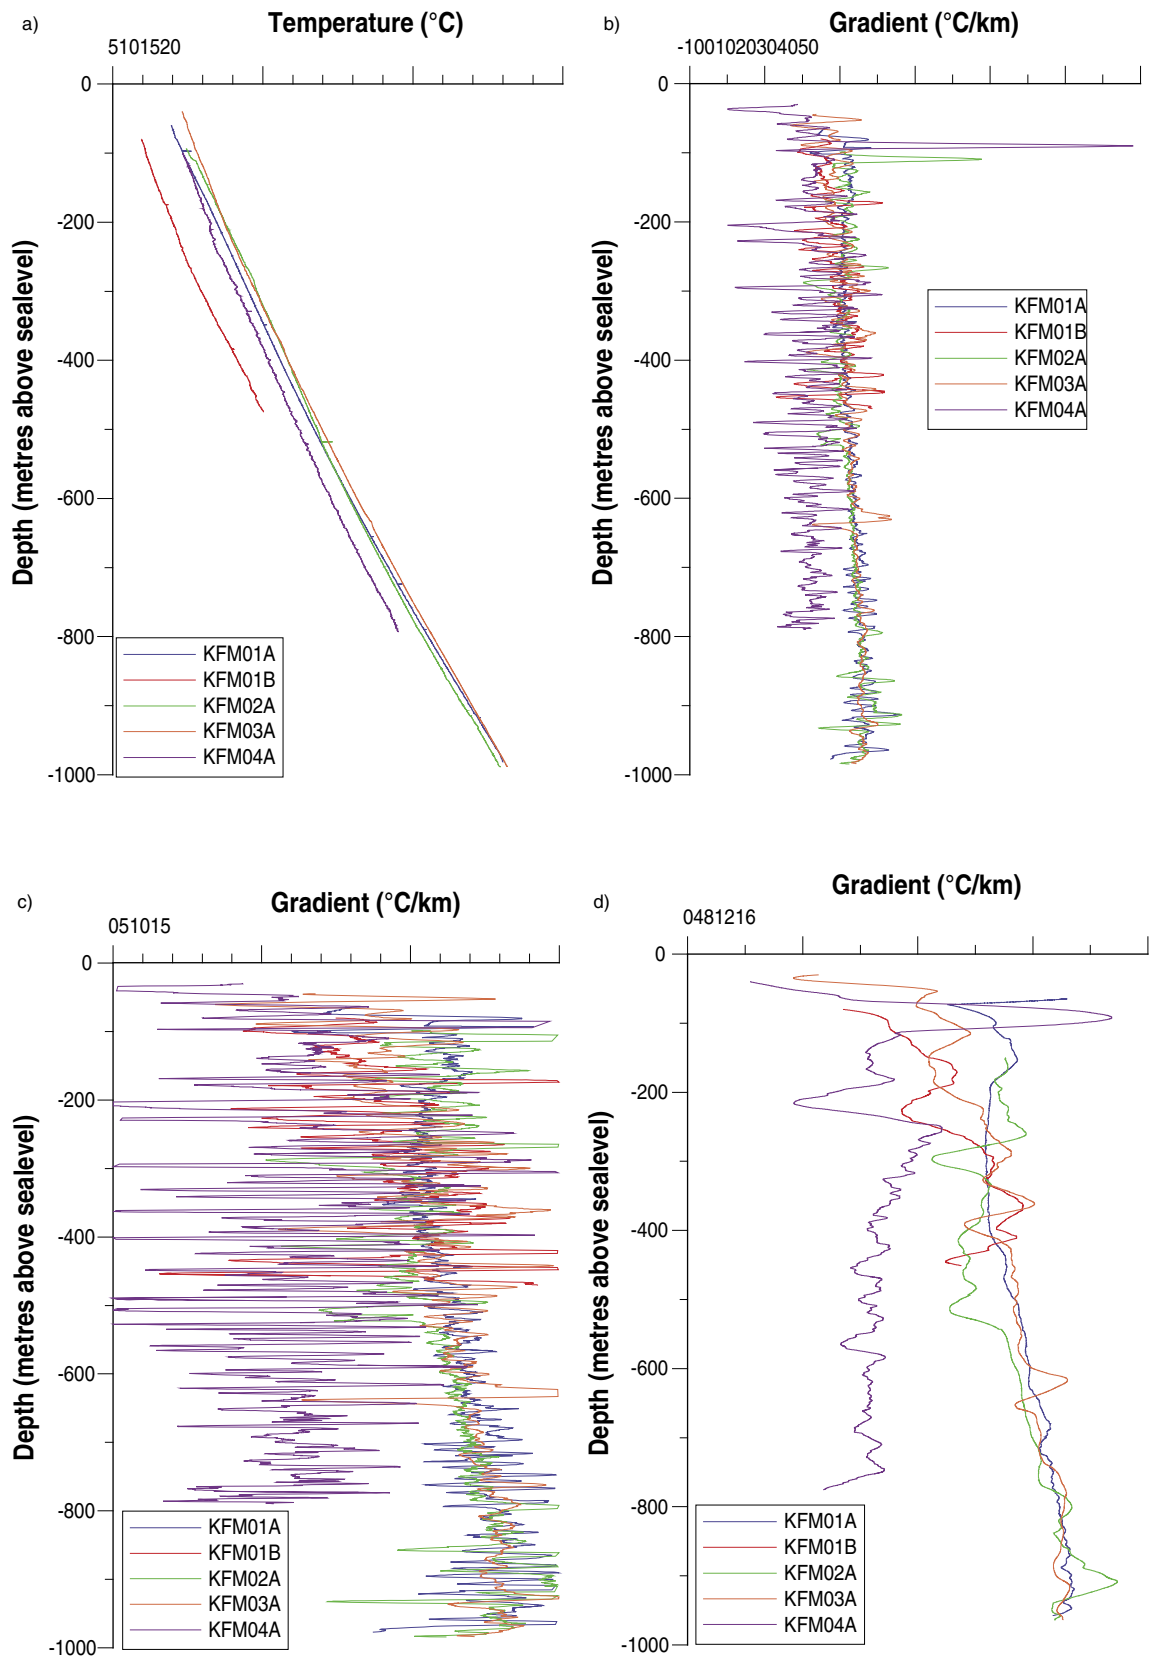 a)
Temperature (°C)
5101520
0
-200
-400
-600
-800
-1000
Depth (metres above sealevel)
KFM01A
KFM01B
KFM02A
KFM03A
KFM04A
b)
Gradient (°C/km)
-1001020304050
0
-200
-400
-600
-800
-1000
Depth (metres above sealevel)
KFM01A
KFM01B
KFM02A
KFM03A
KFM04A
c)
Gradient (°C/km)
051015
0
-200
-400
-600
-800
-1000
Depth (metres above sealevel)
KFM01A
KFM01B
KFM02A
KFM03A
KFM04A
d)
Gradient (°C/km)
0481216
0
-200
-400
-600
-800
-1000
Depth (metres above sealevel)
KFM01A
KFM01B
KFM02A
KFM03A
KFM04A